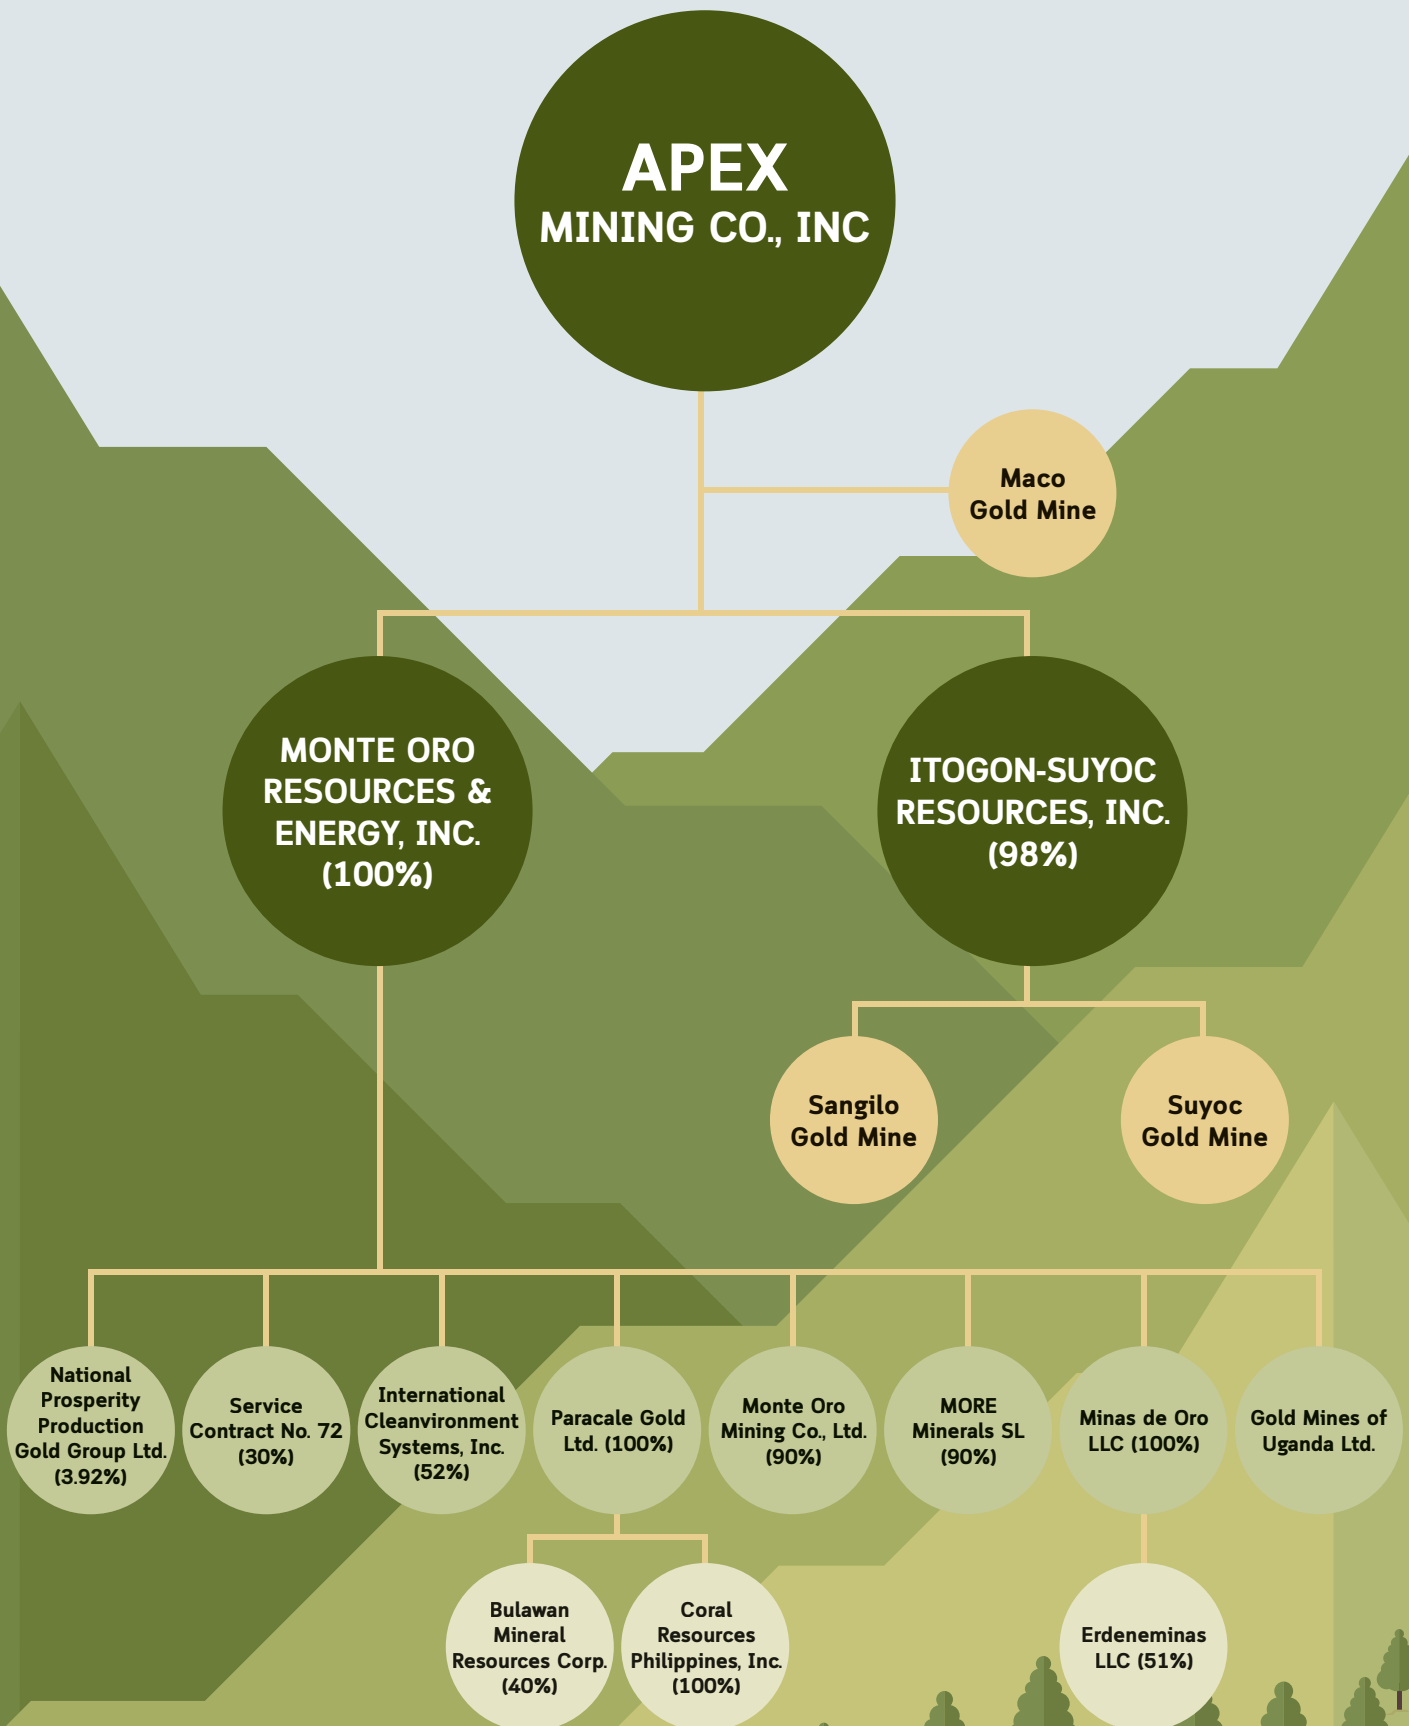 APEX
MINING CO., INC
Maco
Gold Mine
MONTE ORO
RESOURCES &
ENERGY, INC.
(100%)
ITOGON-SUYOC
RESOURCES, INC.
(98%)
Sangilo
Gold Mine
Suyoc
Gold Mine
National
Prosperity
Production
Gold Group Ltd.
(3.92%)
Service
Contract No. 72
(30%)
International
Cleanvironment
Systems, Inc.
(52%)
Paracale Gold
Ltd. (100%)
Monte Oro
Mining Co., Ltd.
(90%)
MORE
Minerals SL
(90%)
Minas de Oro
LLC (100%)
Gold Mines of
Uganda Ltd.
Bulawan
Mineral
Resources Corp.
(40%)
Coral
Resources
Philippines, Inc.
(100%)
Erdeneminas
LLC (51%)